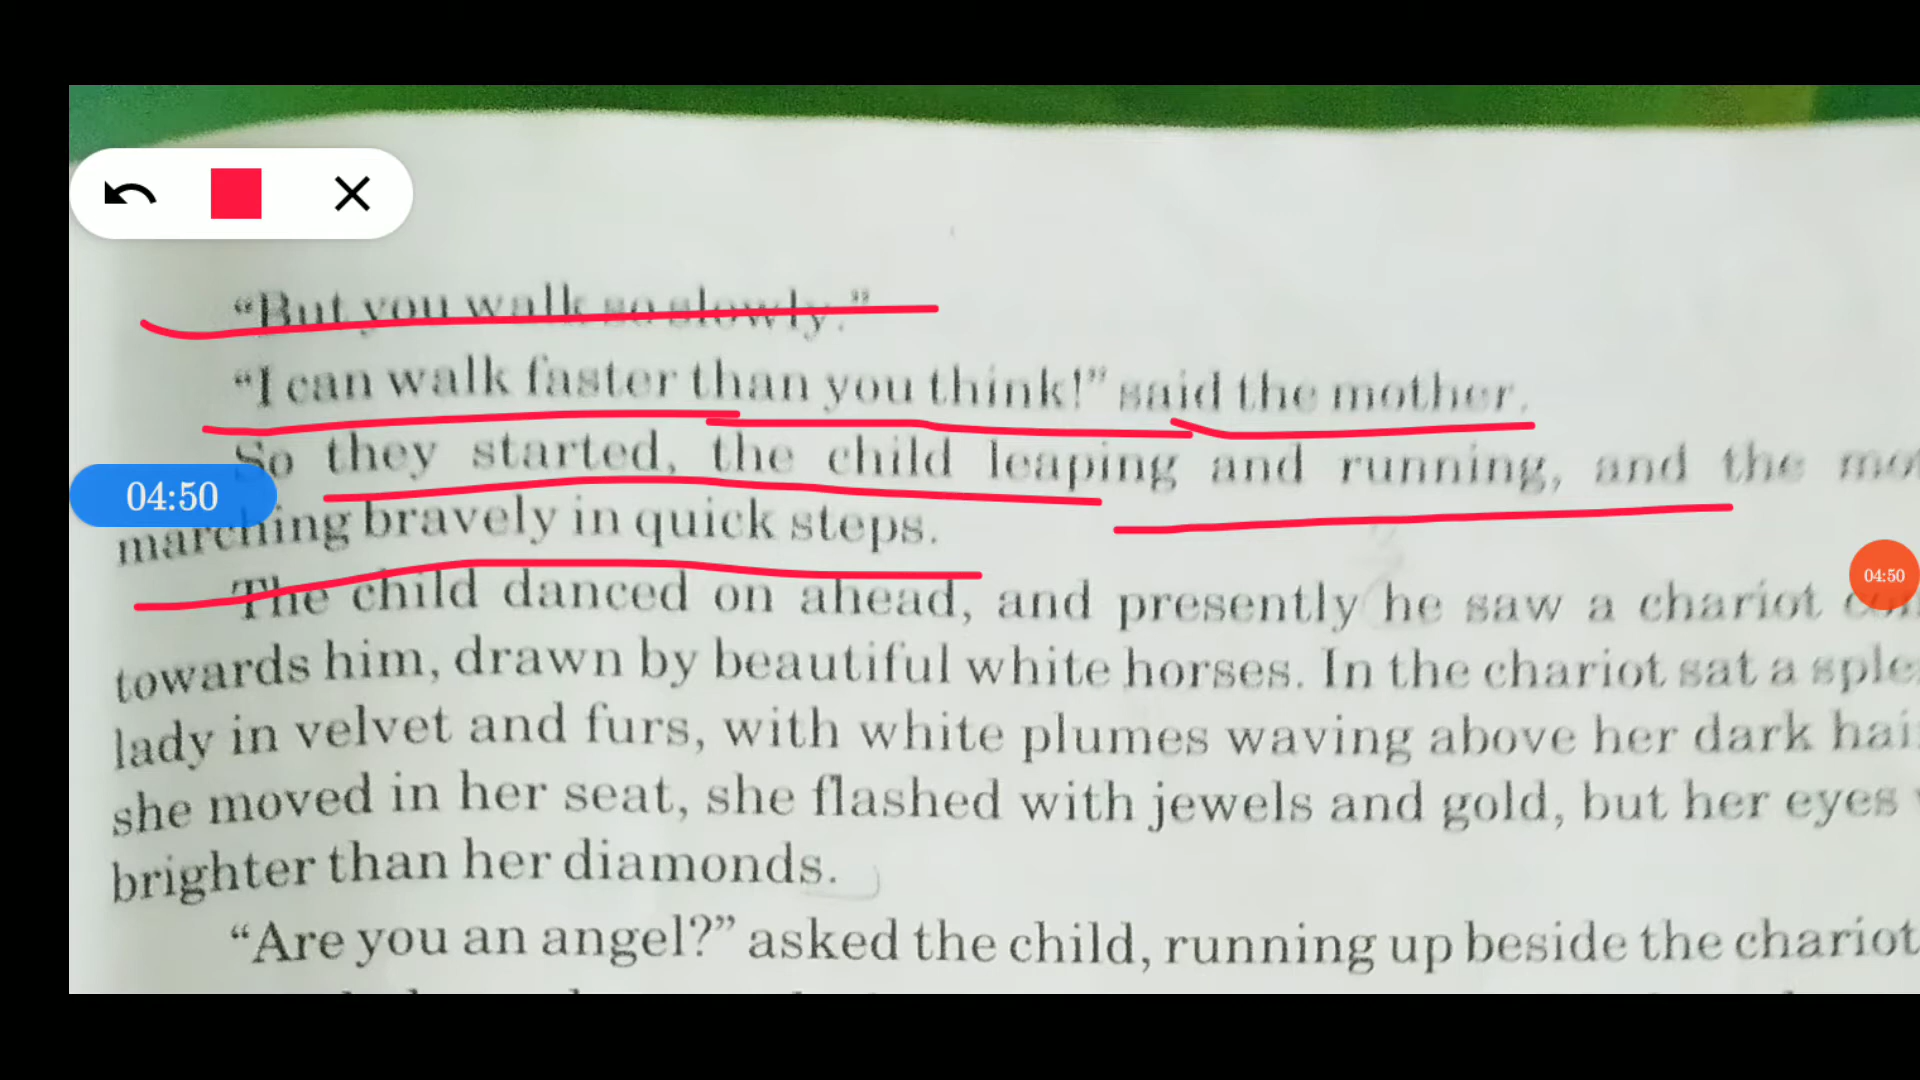 “But you walk so slowly.”
“I can walk faster than you think!” said the mother.
So they started, the child leaping and running, and the
04:50
marching bravely in quick steps.
04:50
The child danced on ahead, and presently he saw a chariot
towards him, drawn by beautiful white horses. In the chariot sat a
lady in velvet and furs, with white plumes waving above her dark
she moved in her seat, she flashed with jewels and gold, but her eyes
brighter than her diamonds.
“Are you an angel?” asked the child, running up beside the chariot